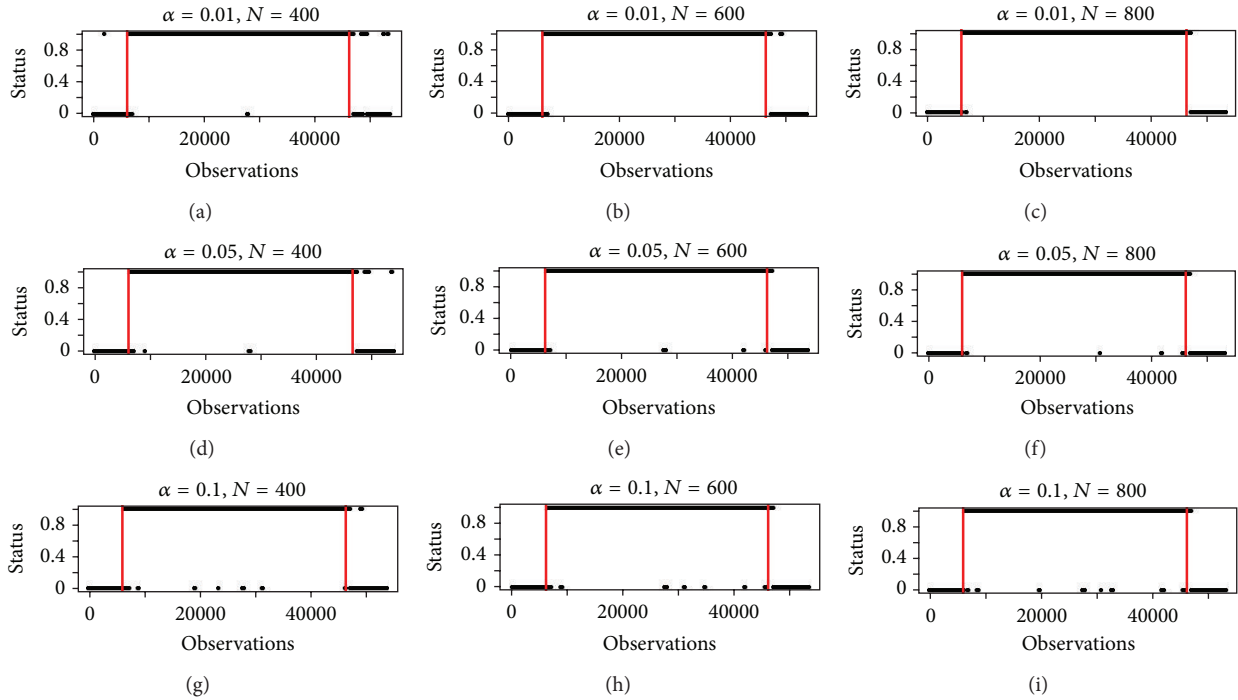 α = 0.01, N = 400
Status
0.8
0.4
0
0 20000 40000
Observations
(a)
α = 0.01, N = 600
Status
0.8
0.4
0
0 20000 40000
Observations
(b)
α = 0.01, N = 800
Status
0.8
0.4
0
0 20000 40000
Observations
(c)
α = 0.05, N = 400
Status
0.8
0.4
0
0 20000 40000
Observations
(d)
α = 0.05, N = 600
Status
0.8
0.4
0
0 20000 40000
Observations
(e)
α = 0.05, N = 800
Status
0.8
0.4
0
0 20000 40000
Observations
(f)
α = 0.1, N = 400
Status
0.8
0.4
0
0 20000 40000
Observations
(g)
α = 0.1, N = 600
Status
0.8
0.4
0
0 20000 40000
Observations
(h)
α = 0.1, N = 800
Status
0.8
0.4
0
0 20000 40000
Observations
(i)